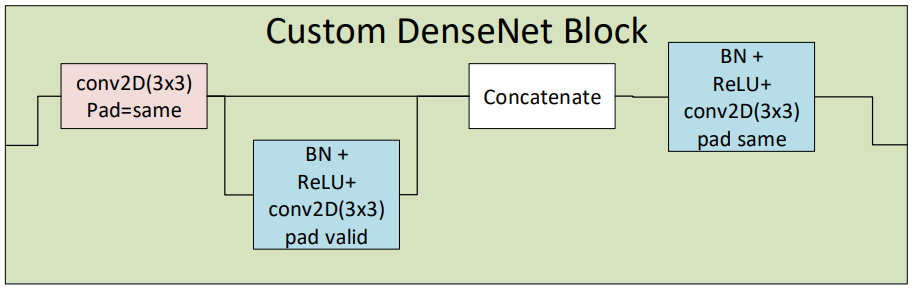 Custom DenseNet Block
conv2D(3x3)
Pad=same
BN +
ReLU+
conv2D(3x3)
pad valid
Concatenate
BN +
ReLU+
conv2D(3x3)
pad same